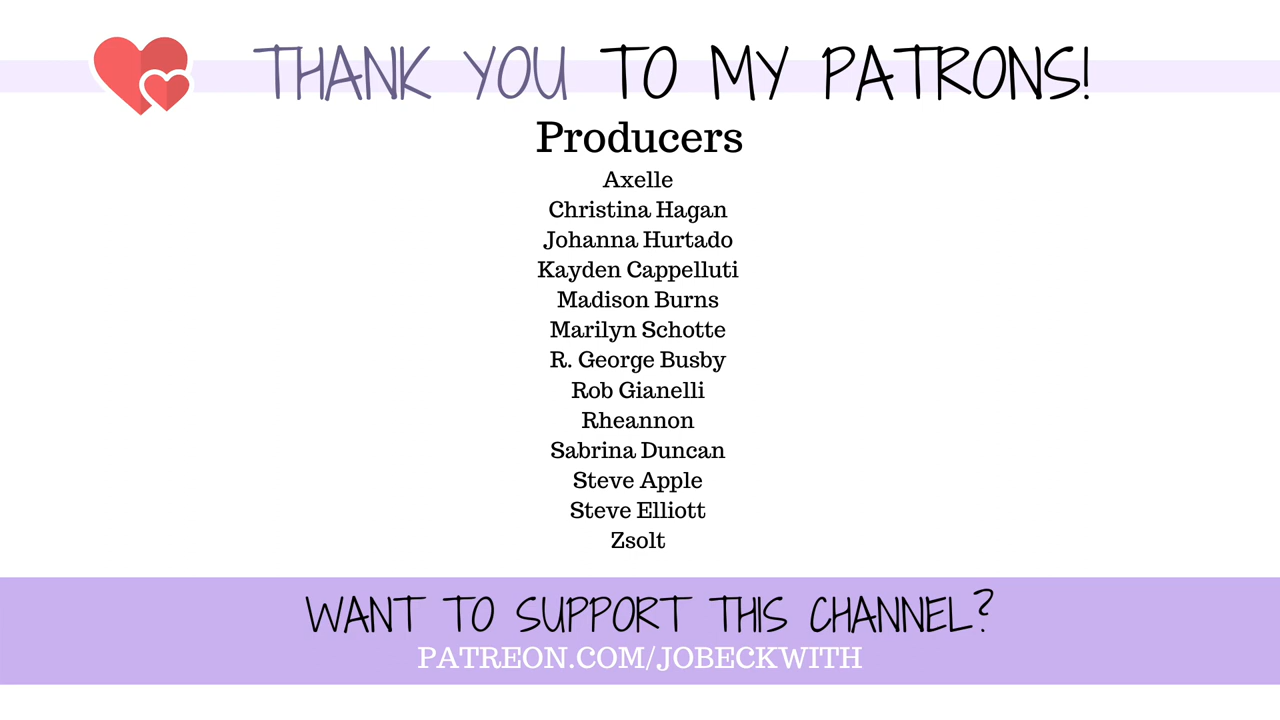 THANK YOU TO MY PATRONS!
Producers
Axelle
Christina Hagan
Johanna Hurtado
Kayden Cappelluti
Madison Burns
Marilyn Schotte
R. George Busby
Rob Gianelli
Rheannon
Sabrina Duncan
Steve Apple
Steve Elliott
Zsolt
WANT TO SUPPORT THIS CHANNEL?
PATREON.COM/JOBECKWITH